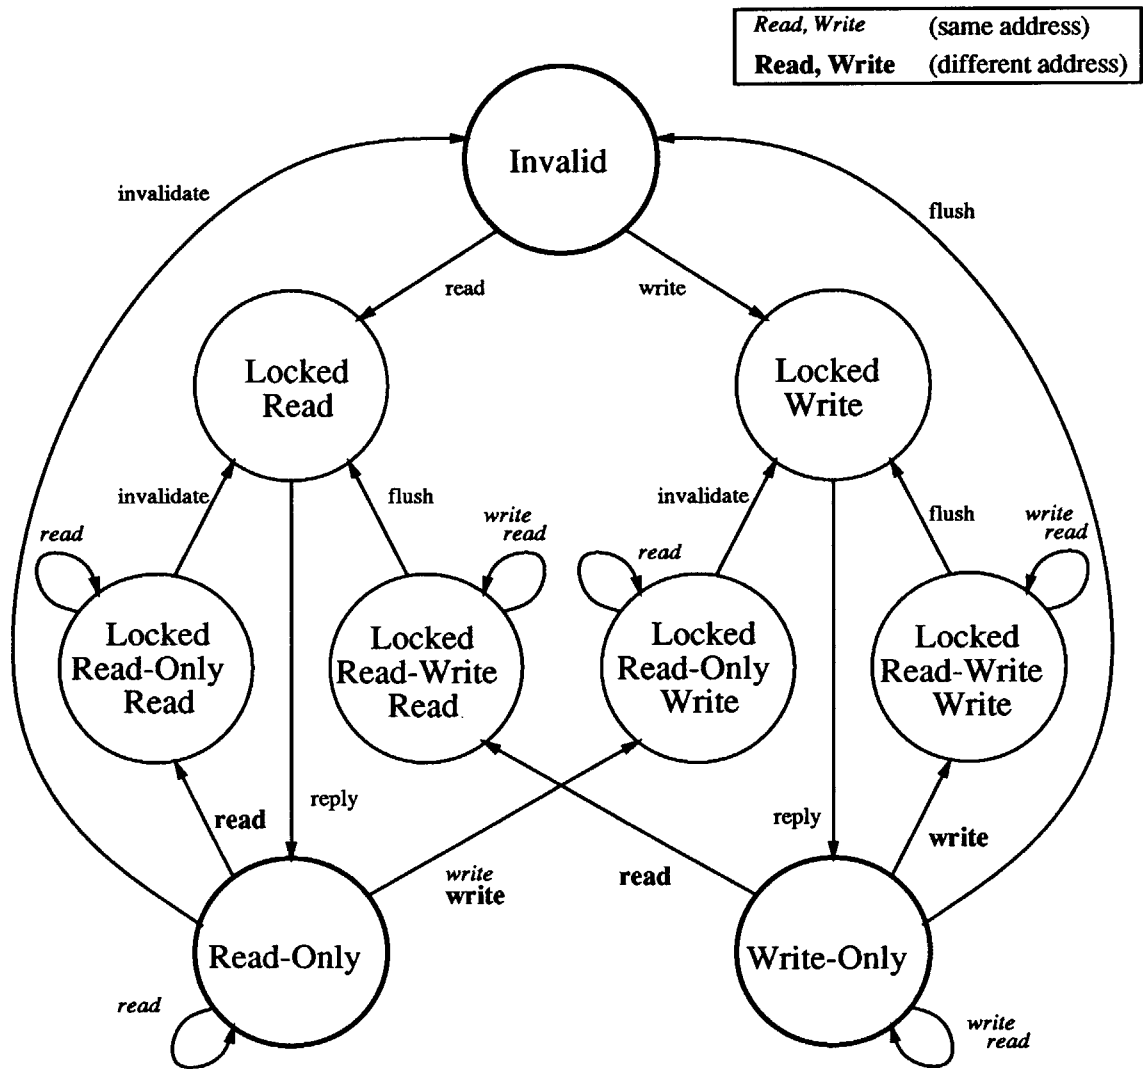 Read, Write (same address)
Read, Write (different address)
Invalid
invalidate
flush
read
write
Locked
Read
Locked
Write
invalidate
flush
invalidate
flush
read
write
read
read
write
read
Locked
Read-Only
Read
Locked
Read-Write
Read
Locked
Read-Only
Write
Locked
Read-Write
Write
read
reply
write
write
read
reply
write
Read-Only
Write-Only
read
write
read